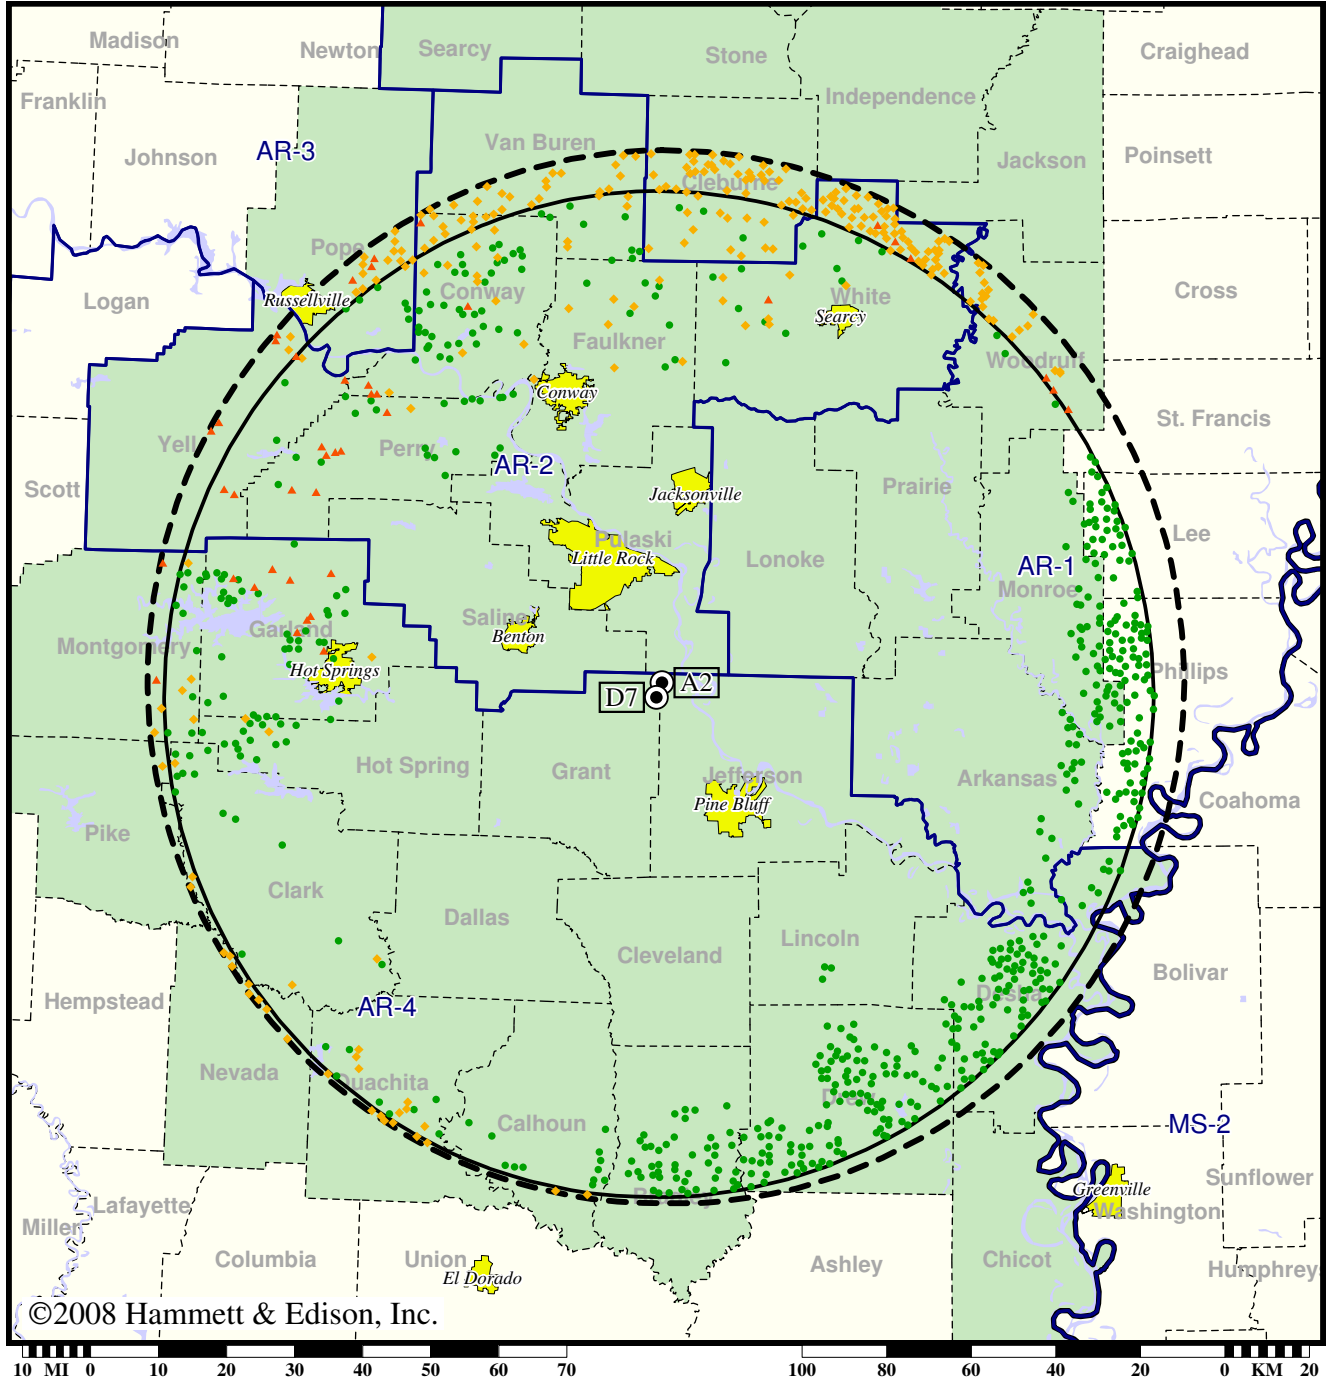 Madison
Newton
Searcy
Stone
Craighead
Franklin
Independence
Van Buren
Johnson
AR-3
Jackson
Poinsett
Cleburne
Pope
Logan
Russellville
Conway
White
Searcy
Cross
Faulkner
Woodruff
Conway
St. Francis
Yell
Perry
AR-2
Scott
Jacksonville
Prairie
Pulaski
Little Rock
Lonoke
Lee
AR-1
Monroe
Saline
Benton
Garland
Montgomery
Hot Springs
Phillips
A2
D7
Hot Spring
Grant
Jefferson
Pine Bluff
Arkansas
Coahoma
Pike
Clark
Dallas
Lincoln
Cleveland
Bolivar
Hempstead
AR-4
Desha
Nevada
Ouachita
Drew
Calhoun
MS-2
Sunflower
Greenville
Washington
Lafayette
Bradley
Miller
Columbia
Union
El Dorado
Ashley
Chicot
Humphreys
©2008 Hammett & Edison, Inc.
10 MI 0 10 20 30 40 50 60 70 100 80 60 40 20 0 KM 20